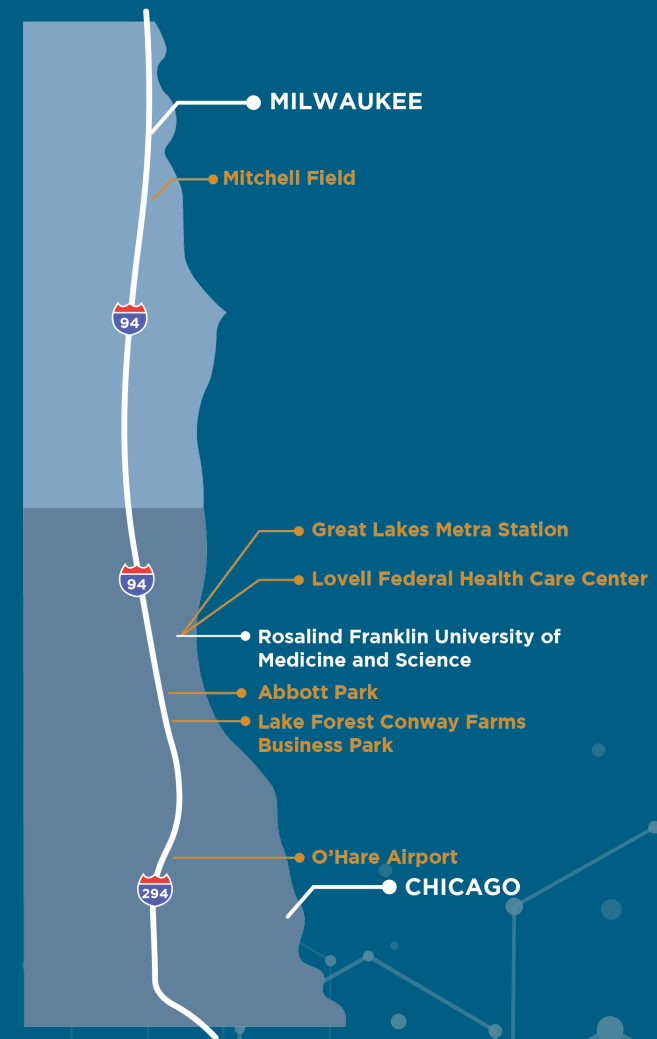 MILWAUKEE
Mitchell Field
94
Great Lakes Metra Station
94
Lovell Federal Health Care Center
Rosalind Franklin University of
Medicine and Science
Abbott Park
Lake Forest Conway Farms
Business Park
O’Hare Airport
294
CHICAGO